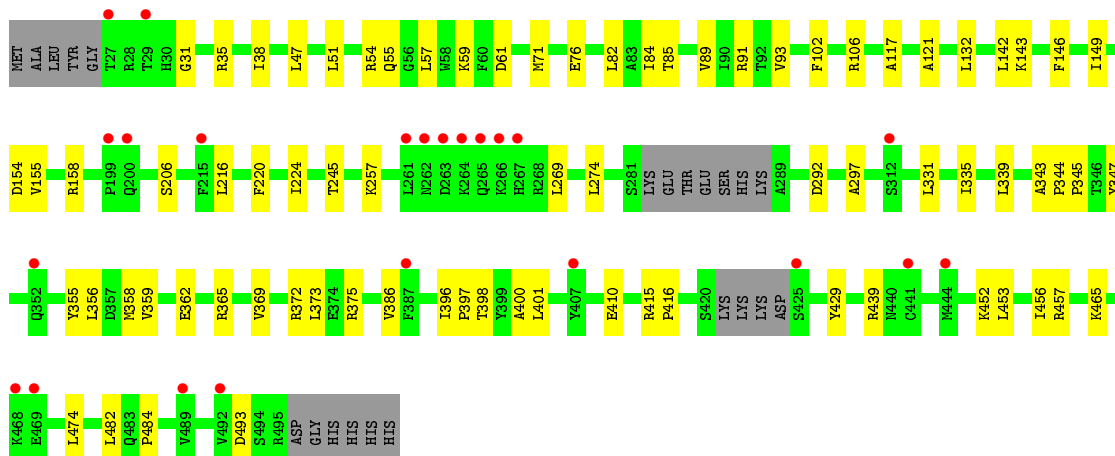 MET ALA LEU TYR GLY T27 R28 T29 H30 G31 R35 I38 L47 L51 R54 Q55 G56 L57 W58 K59 F60 D61 M71 E76 L82 A83 I84 T85 V89 I90 R91 T92 V93 F102 R106 A117 A121 L132 L142 K143 F146 I149
D154 V155 R158 P199 Q200 S206 F215 L216 F220 I224 T245 K257 L261 N262 D263 K264 Q265 K266 H267 R268 L269 L274 S281 LYS GLU THR GLU SER HIS LYS A289 D292 A297 S312 L331 I335 L339 A343 P344 P345 T346 Y347
Q352 Y355 L356 D357 M358 V359 E362 R365 V369 R372 L373 E374 R375 V386 F387 I396 P397 T398 Y399 A400 L401 Y407 E410 R415 P416 S420 LYS LYS LYS ASP S425 Y429 R439 N440 C441 M444 K452 L453 I456 R457 K465
K468 E469 L474 L482 Q483 P484 V489 V492 D493 S494 R495 ASP GLY HIS HIS HIS HIS